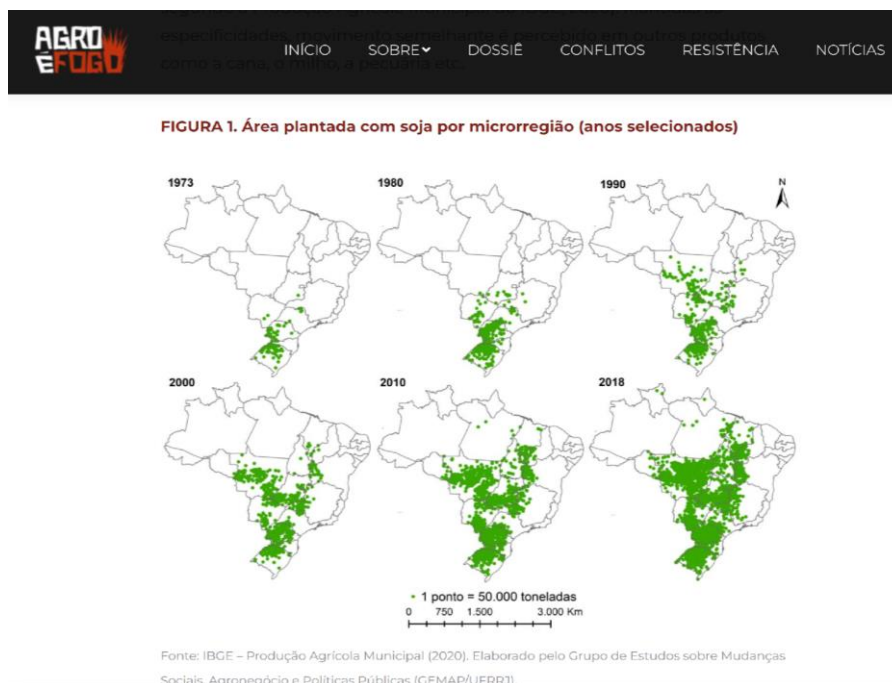 especificidades, movimento semelhante é percebido em outros produtos,
como a cana, o milho, a pecuária etc.
AGRO
É FOGO
INÍCIO SOBRE DOSSIÊ CONFLITOS RESISTÊNCIA NOTÍCIAS
FIGURA 1. Área plantada com soja por microrregião (anos selecionados)
1973 1980 1990 N
2000 2010 2018
1 ponto = 50.000 toneladas
0 750 1.500 3.000 Km
Fonte: IBGE – Produção Agrícola Municipal (2020). Elaborado pelo Grupo de Estudos sobre Mudanças
Sociais, Agronegócio e Políticas Públicas (GEMAP/UFRRJ).